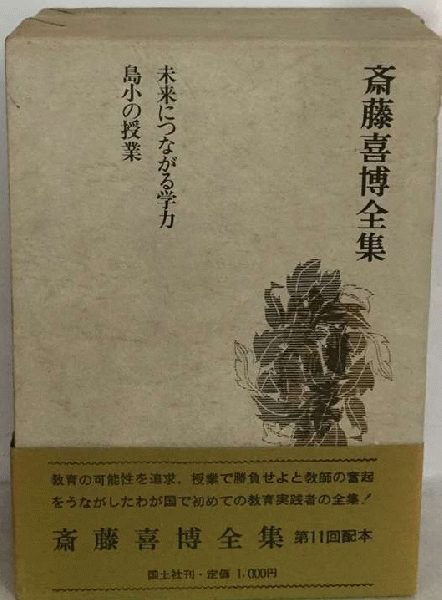 斎藤喜博全集
未来につながる学力
島小の授業
教育の可能性を追求、授業で勝負せよと教師の奮起
をうながしたわが国で初めての教育実践者の全集!
斎藤喜博全集 第11回配本
国土社刊・定価1,000円